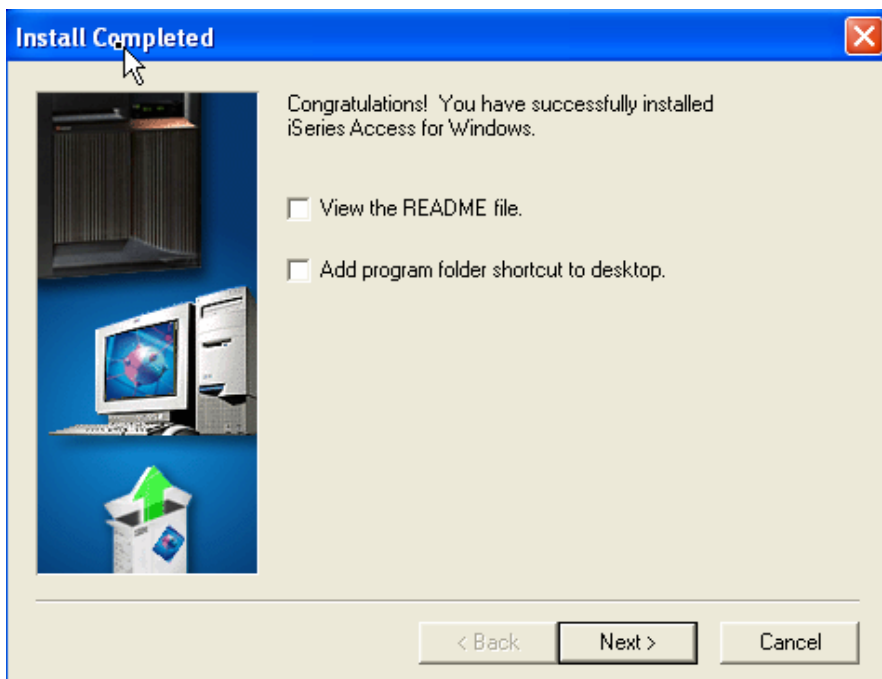 Install Completed
Congratulations! You have successfully installed
iSeries Access for Windows.
View the README file.
Add program folder shortcut to desktop.
< Back
Next >
Cancel